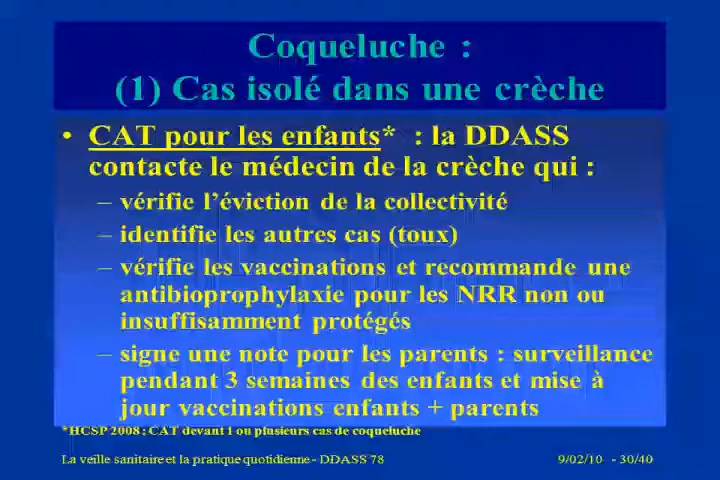 Coqueluche :
(1) Cas isolé dans une crèche
• CAT pour les enfants* : la DDASS
contacte le médecin de la crèche qui :
– vérifie l’éviction de la collectivité
– identifie les autres cas (toux)
– vérifie les vaccinations et recommande une
antibioprophylaxie pour les NRR non ou
insuffisamment protégés
– signe une note pour les parents : surveillance
pendant 3 semaines des enfants et mise à
jour vaccinations enfants + parents
*HCSP 2008 : CAT devant 1 ou plusieurs cas de coqueluche
La veille sanitaire et la pratique quotidienne - DDASS 78 9/02/10 - 30/40